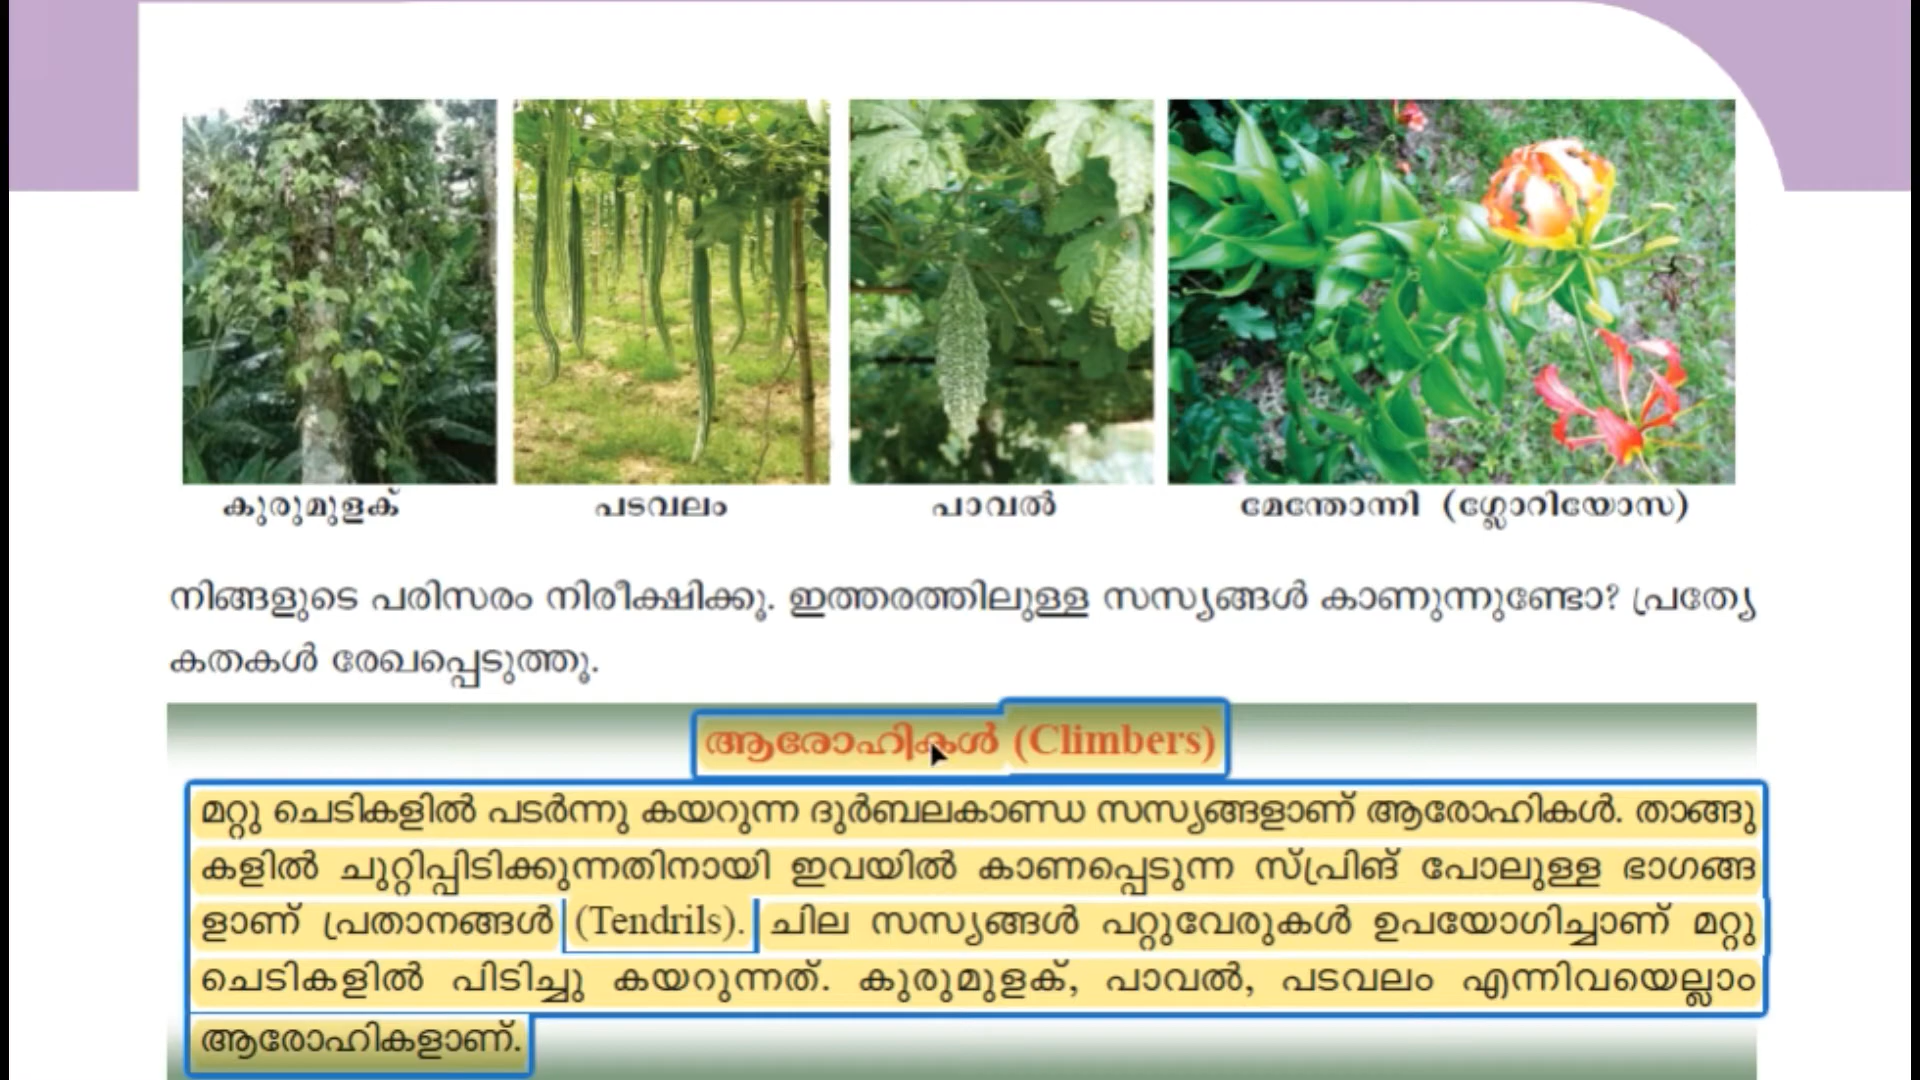 കുരുമുളക് പടവലം പാവൽ മേന്തോന്നി (ഗ്ലോറിയോസ)
നിങ്ങളുടെ പരിസരം നിരീക്ഷിക്കൂ. ഇത്തരത്തിലുള്ള സസ്യങ്ങൾ കാണുന്നുണ്ടോ? പ്രത്യേ
കതകൾ രേഖപ്പെടുത്തൂ.
ആരോഹികൾ (Climbers)
മറ്റു ചെടികളിൽ പടർന്നു കയറുന്ന ദുർബലകാണ്ഡ സസ്യങ്ങളാണ് ആരോഹികൾ. താങ്ങു
കളിൽ ചുറ്റിപ്പിടിക്കുന്നതിനായി ഇവയിൽ കാണപ്പെടുന്ന സ്പ്രിങ് പോലുള്ള ഭാഗങ്ങ
ളാണ് പ്രതാനങ്ങൾ (Tendrils). ചില സസ്യങ്ങൾ പറ്റുവേരുകൾ ഉപയോഗിച്ചാണ് മറ്റു
ചെടികളിൽ പിടിച്ചു കയറുന്നത്. കുരുമുളക്, പാവൽ, പടവലം എന്നിവയെല്ലാം
ആരോഹികളാണ്.